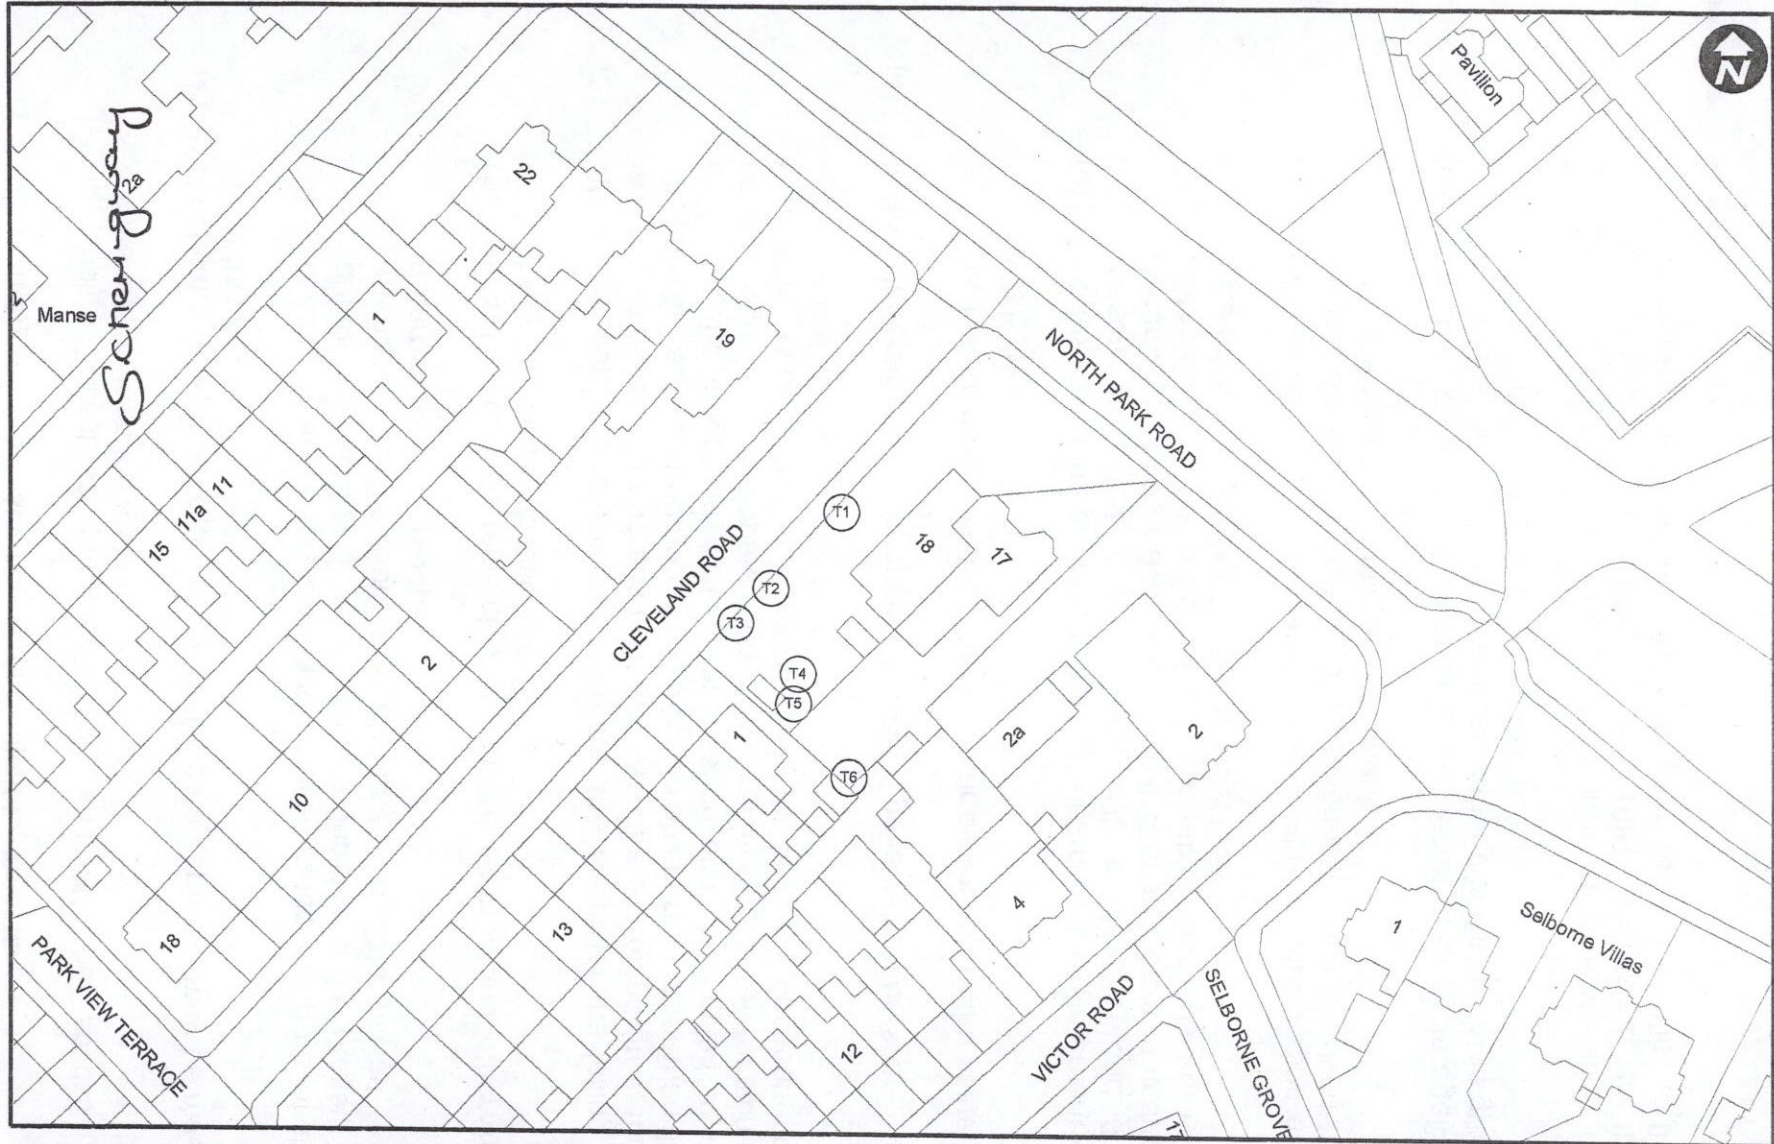 N
Pavilion
22
2a
Manse
1
19
NORTH PARK ROAD
11
11a
15
T1
18
17
CLEVELAND ROAD
T2
T3
2
T4
T5
1
2a
2
T6
10
4
13
18
1
Selborne Villas
PARK VIEW TERRACE
12
VICTOR ROAD
SELBORNE GROVE
17